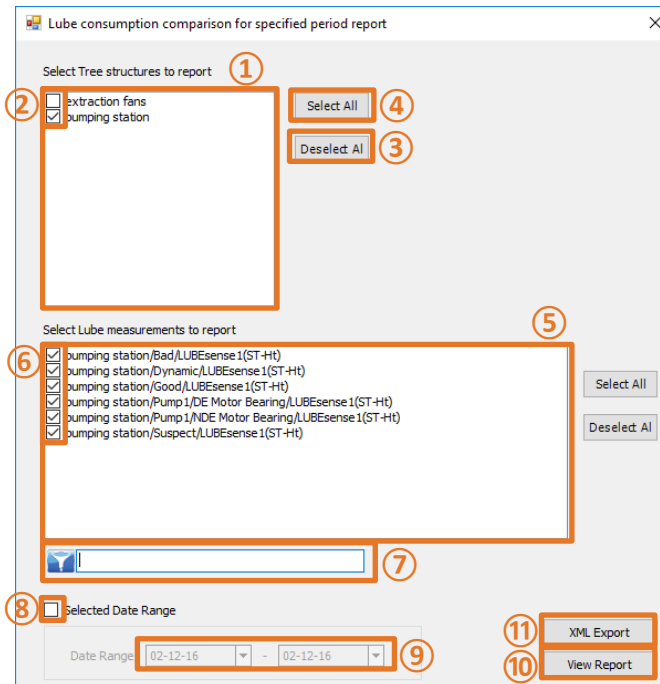 Lube consumption comparison for specified period report
Select Tree structures to report
①
②
extraction fans
pumping station
Select All
④
Deselect Al
③
Select Lube measurements to report
⑤
⑥
pumping station/Bad/LUBEsense1(ST-Ht)
pumping station/Dynamic/LUBEsense1(ST-Ht)
pumping station/Good/LUBEsense1(ST-Ht)
pumping station/Pump1/DE Motor Bearing/LUBEsense1(ST-Ht)
pumping station/Pump1/NDE Motor Bearing/LUBEsense1(ST-Ht)
pumping station/Suspect/LUBEsense1(ST-Ht)
Select All
Deselect Al
⑦
⑧
Selected Date Range
Date Range 02-12-16 - 02-12-16
⑨
⑪
XML Export
⑩
View Report